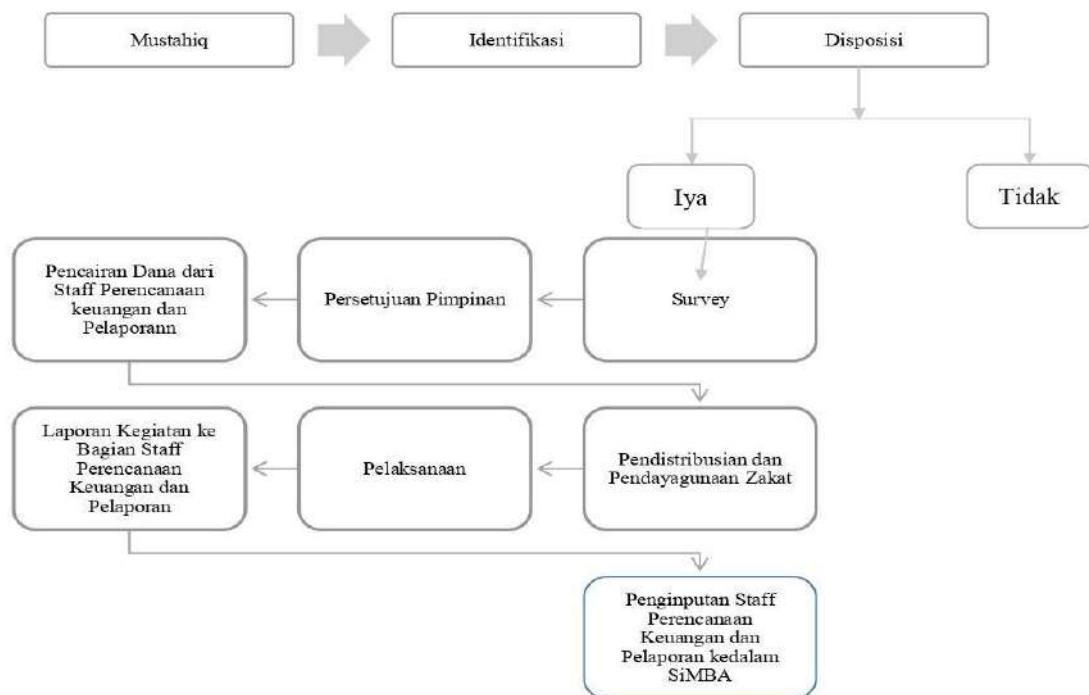 Mustahiq
Identifikasi
Disposisi
Iya
Tidak
Survey
Persetujuan Pimpinan
Pencairan Dana dari
Staff Perencanaan
keuangan dan
Pelaporann
Pendistribusian dan
Pendayagunaan Zakat
Pelaksanaan
Laporan Kegiatan ke
Bagian Staff
Perencanaan
Keuangan dan
Pelaporan
Penginputan Staff
Perencanaan
Keuangan dan
Pelaporan kedalam
SiMBA